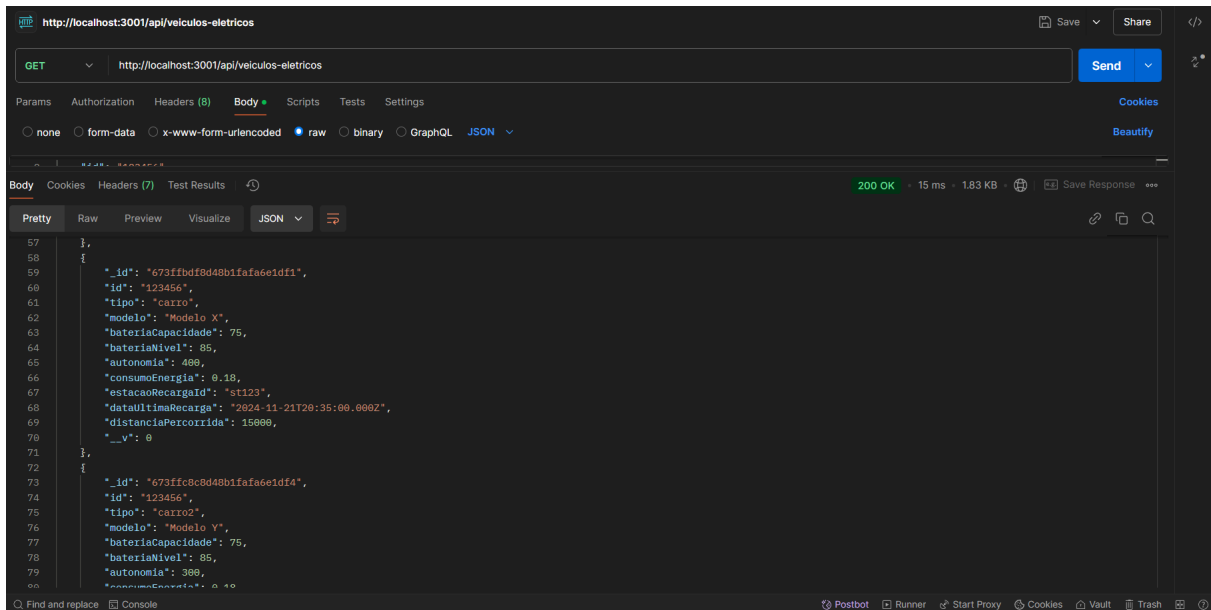 HTTP http://localhost:3001/api/veiculos-eletricos Save Share
GET http://localhost:3001/api/veiculos-eletricos Send
Params Authorization Headers (8) Body Scripts Tests Settings Cookies
none form-data x-www-form-urlencoded raw binary GraphQL JSON Beautify
"id": "123456",
Body Cookies Headers (7) Test Results 200 OK 15 ms 1.83 KB Save Response
Pretty Raw Preview Visualize JSON
57 },
58 {
59 "_id": "673ffbdf8d48b1fafa6e1df1",
60 "id": "123456",
61 "tipo": "carro",
62 "modelo": "Modelo X",
63 "bateriaCapacidade": 75,
64 "bateriaNivel": 85,
65 "autonomia": 400,
66 "consumoEnergia": 0.18,
67 "estacaoRecargaId": "st123",
68 "dataUltimaRecarga": "2024-11-21T20:35:00.000Z",
69 "distanciaPercorrida": 15000,
70 "__v": 0
71 },
72 {
73 "_id": "673ffc8c8d48b1fafa6e1df4",
74 "id": "123456",
75 "tipo": "carro2",
76 "modelo": "Modelo Y",
77 "bateriaCapacidade": 75,
78 "bateriaNivel": 85,
79 "autonomia": 300,
80 "consumoEnergia": 0.18
Find and replace Console Postbot Runner Start Proxy Cookies Vault Trash